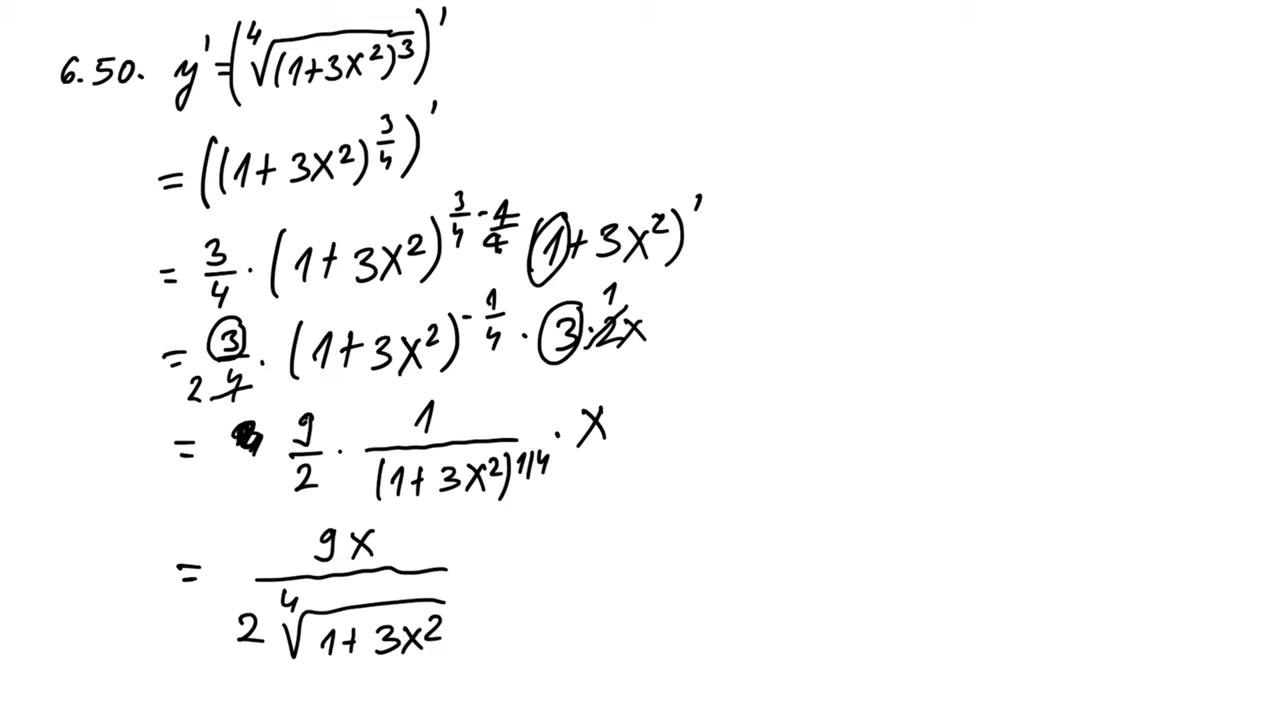 6.50. y' = (∜((1+3x²)³))'
= ((1+3x²)^(3/4))'
= 3/4 · (1+3x²)^(3/4 - 4/4) (1+3x²)'
= 3/4 · (1+3x²)^(-1/4) · 3 · 2x
2 1
= 9/2 · 1/(1+3x²)^(1/4) · x
= 9x / (2 ∜(1+3x²))